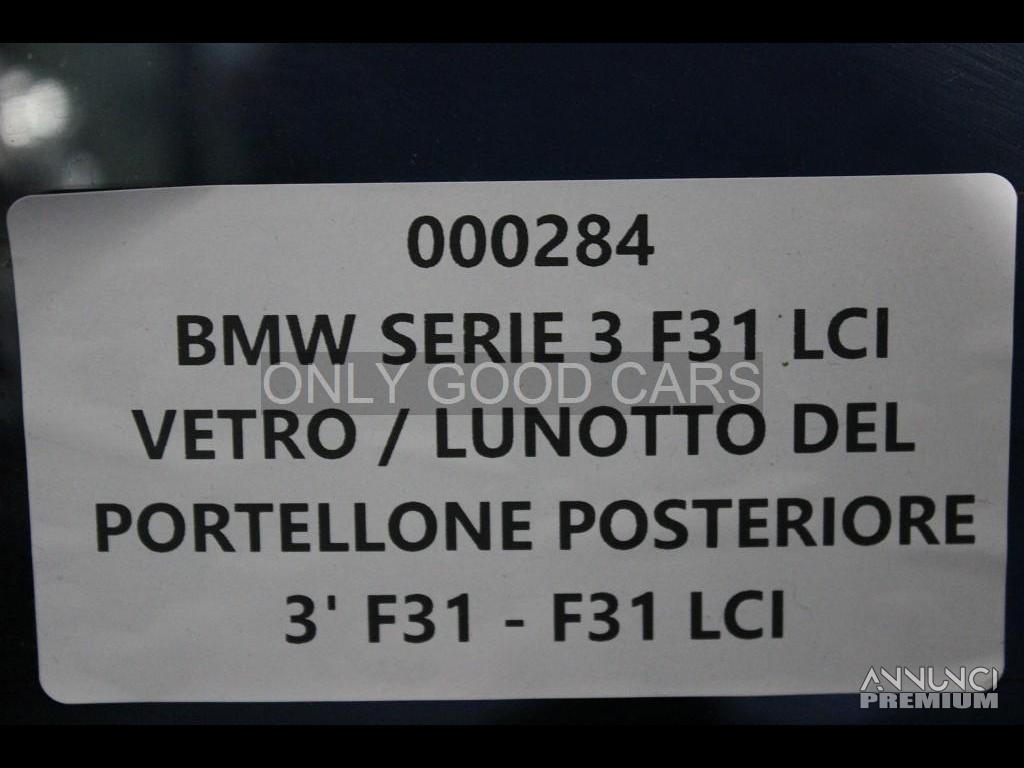 000284
BMW SERIE 3 F31 LCI
ONLY GOOD CARS
VETRO / LUNOTTO DEL
PORTELLONE POSTERIORE
3' F31 - F31 LCI
ANNUNCI
PREMIUM